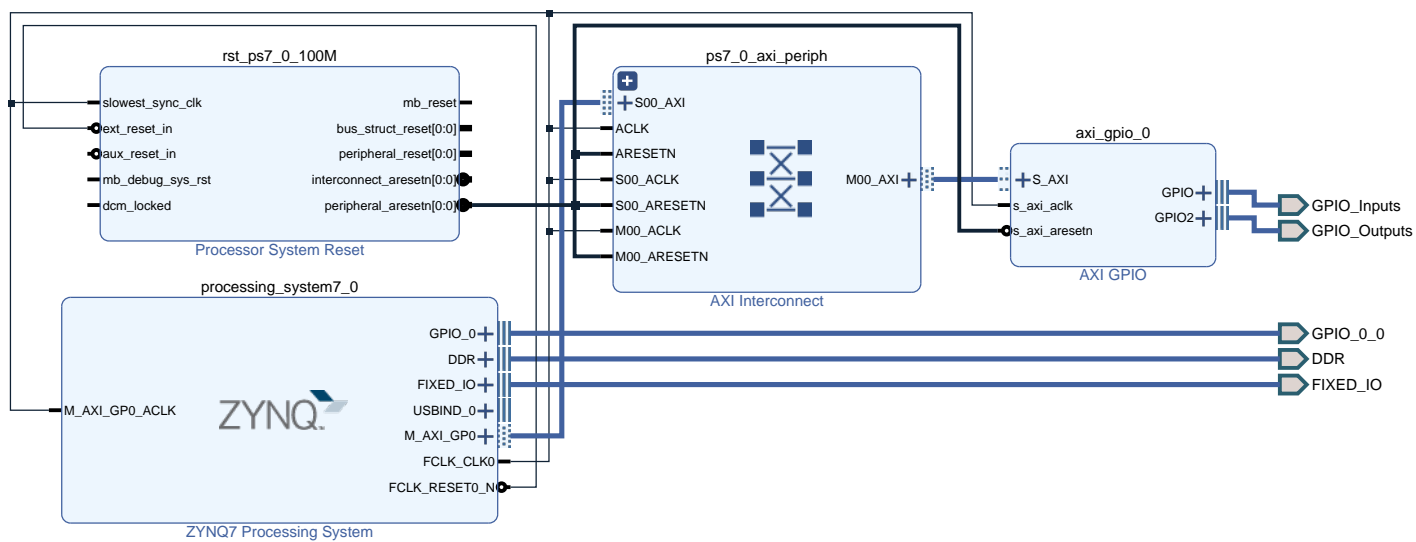 rst_ps7_0_100M
slowest_sync_clk
ext_reset_in
aux_reset_in
mb_debug_sys_rst
dcm_locked
mb_reset
bus_struct_reset[0:0]
peripheral_reset[0:0]
interconnect_aresetn[0:0]
peripheral_aresetn[0:0]
Processor System Reset
ps7_0_axi_periph
S00_AXI
ACLK
ARESETN
S00_ACLK
S00_ARESETN
M00_ACLK
M00_ARESETN
M00_AXI
AXI Interconnect
axi_gpio_0
S_AXI
s_axi_aclk
s_axi_aresetn
GPIO
GPIO2
AXI GPIO
GPIO_Inputs
GPIO_Outputs
processing_system7_0
M_AXI_GP0_ACLK
ZYNQ
GPIO_0
DDR
FIXED_IO
USBIND_0
M_AXI_GP0
FCLK_CLK0
FCLK_RESET0_N
ZYNQ7 Processing System
GPIO_0_0
DDR
FIXED_IO